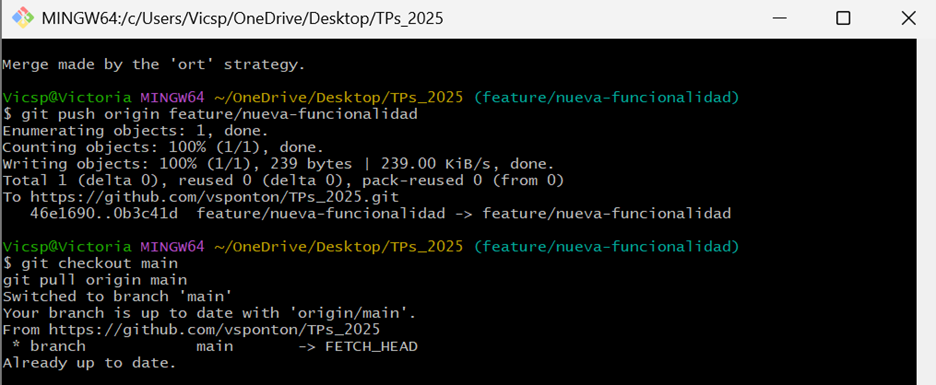 MINGW64:/c/Users/Vicsp/OneDrive/Desktop/TPs_2025
Merge made by the 'ort' strategy.
Vicsp@Victoria MINGW64 ~/OneDrive/Desktop/TPs_2025 (feature/nueva-funcionalidad)
$ git push origin feature/nueva-funcionalidad
Enumerating objects: 1, done.
Counting objects: 100% (1/1), done.
Writing objects: 100% (1/1), 239 bytes | 239.00 KiB/s, done.
Total 1 (delta 0), reused 0 (delta 0), pack-reused 0 (from 0)
To https://github.com/vsponton/TPs_2025.git
   46e1690..0b3c41d  feature/nueva-funcionalidad -> feature/nueva-funcionalidad
Vicsp@Victoria MINGW64 ~/OneDrive/Desktop/TPs_2025 (feature/nueva-funcionalidad)
$ git checkout main
git pull origin main
Switched to branch 'main'
Your branch is up to date with 'origin/main'.
From https://github.com/vsponton/TPs_2025
 * branch            main       -> FETCH_HEAD
Already up to date.